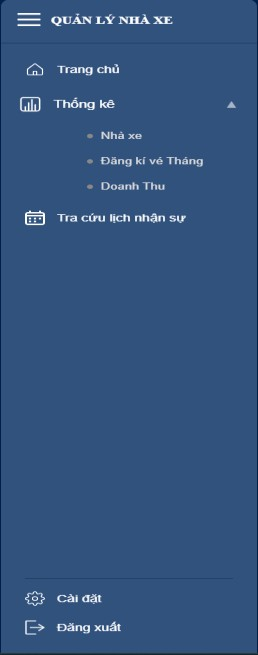 QUẢN LÝ NHÀ XE
Trang chủ
Thống kê
Nhà xe
Đăng kí vé Tháng
Doanh Thu
Tra cứu lịch nhân sự
Cài đặt
Đăng xuất